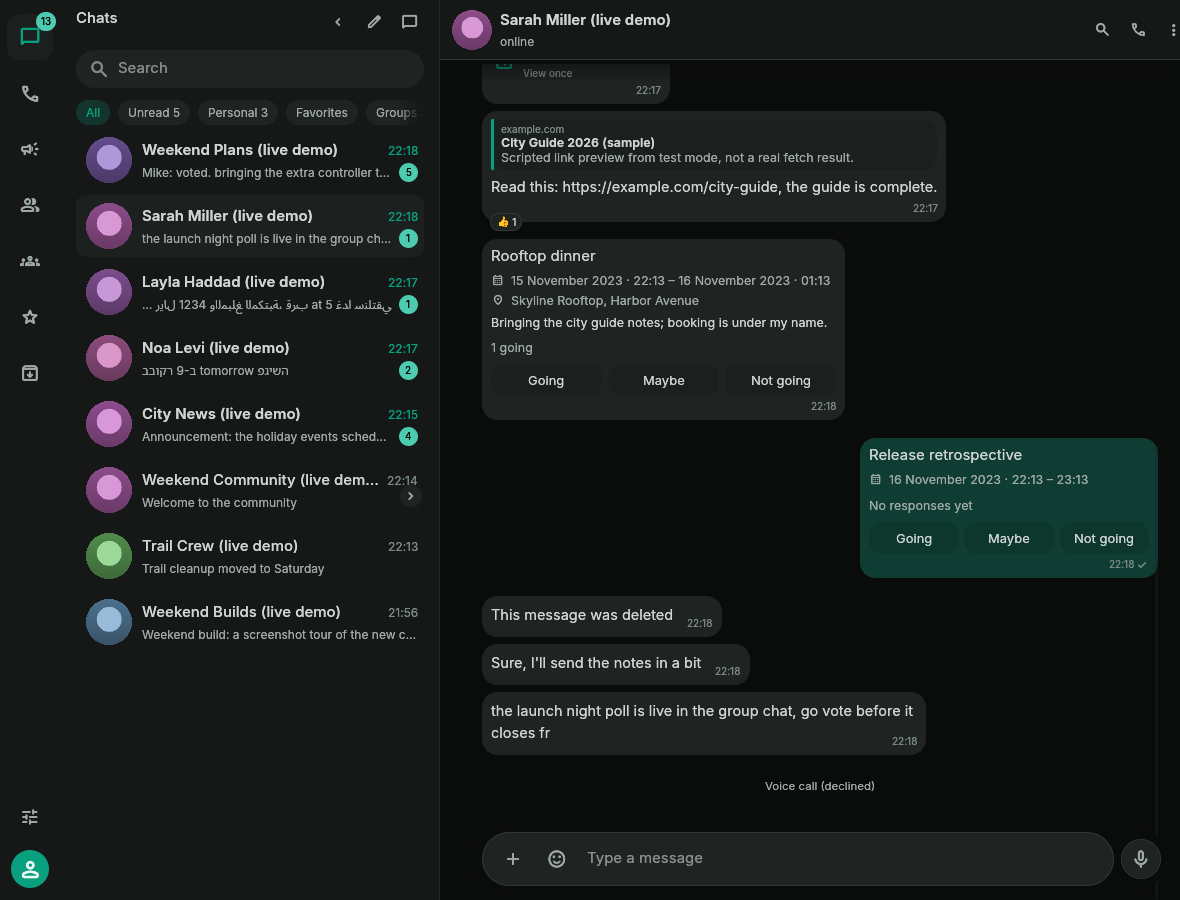 13
Chats
Search
All
Unread 5
Personal 3
Favorites
Groups
Weekend Plans (live demo)
22:18
Mike: voted. bringing the extra controller t...
5
Sarah Miller (live demo)
22:18
the launch night poll is live in the group ch...
1
Layla Haddad (live demo)
22:17
at 5
1234
1
Noa Levi (live demo)
22:17
השיגפ tomorrow ב-9 רקובב
2
City News (live demo)
22:15
Announcement: the holiday events sched...
4
Weekend Community (live dem...
22:14
Welcome to the community
Trail Crew (live demo)
22:13
Trail cleanup moved to Saturday
Weekend Builds (live demo)
21:56
Weekend build: a screenshot tour of the new c...
Sarah Miller (live demo)
online
View once
22:17
example.com
City Guide 2026 (sample)
Scripted link preview from test mode, not a real fetch result.
Read this: https://example.com/city-guide, the guide is complete.
22:17
👍 1
Rooftop dinner
15 November 2023 · 22:13 – 16 November 2023 · 01:13
Skyline Rooftop, Harbor Avenue
Bringing the city guide notes; booking is under my name.
1 going
Going
Maybe
Not going
22:18
Release retrospective
16 November 2023 · 22:13 – 23:13
No responses yet
Going
Maybe
Not going
22:18
This message was deleted
22:18
Sure, I'll send the notes in a bit
22:18
the launch night poll is live in the group chat, go vote before it
closes fr
22:18
Voice call (declined)
Type a message